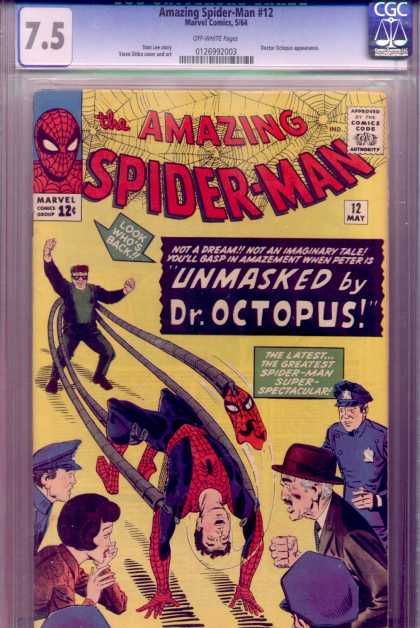 Amazing Spider-Man #12
Marvel Comics, 5/64
CGC
7.5
OFF-WHITE Pages
Stan Lee story
Steve Ditko cover and art
Doctor Octopus appearance.
0126992003
the AMAZING
SPIDER-MAN
IND.
APPROVED
BY THE
COMICS
CODE
AUTHORITY
MARVEL
COMICS
GROUP 12¢
12
MAY
LOOK
WHO'S
BACK!!
NOT A DREAM!! NOT AN IMAGINARY TALE!
YOU'LL GASP IN AMAZEMENT WHEN PETER IS
"UNMASKED by
Dr. OCTOPUS!"
THE LATEST...
THE GREATEST
SPIDER-MAN
SUPER-
SPECTACULAR!